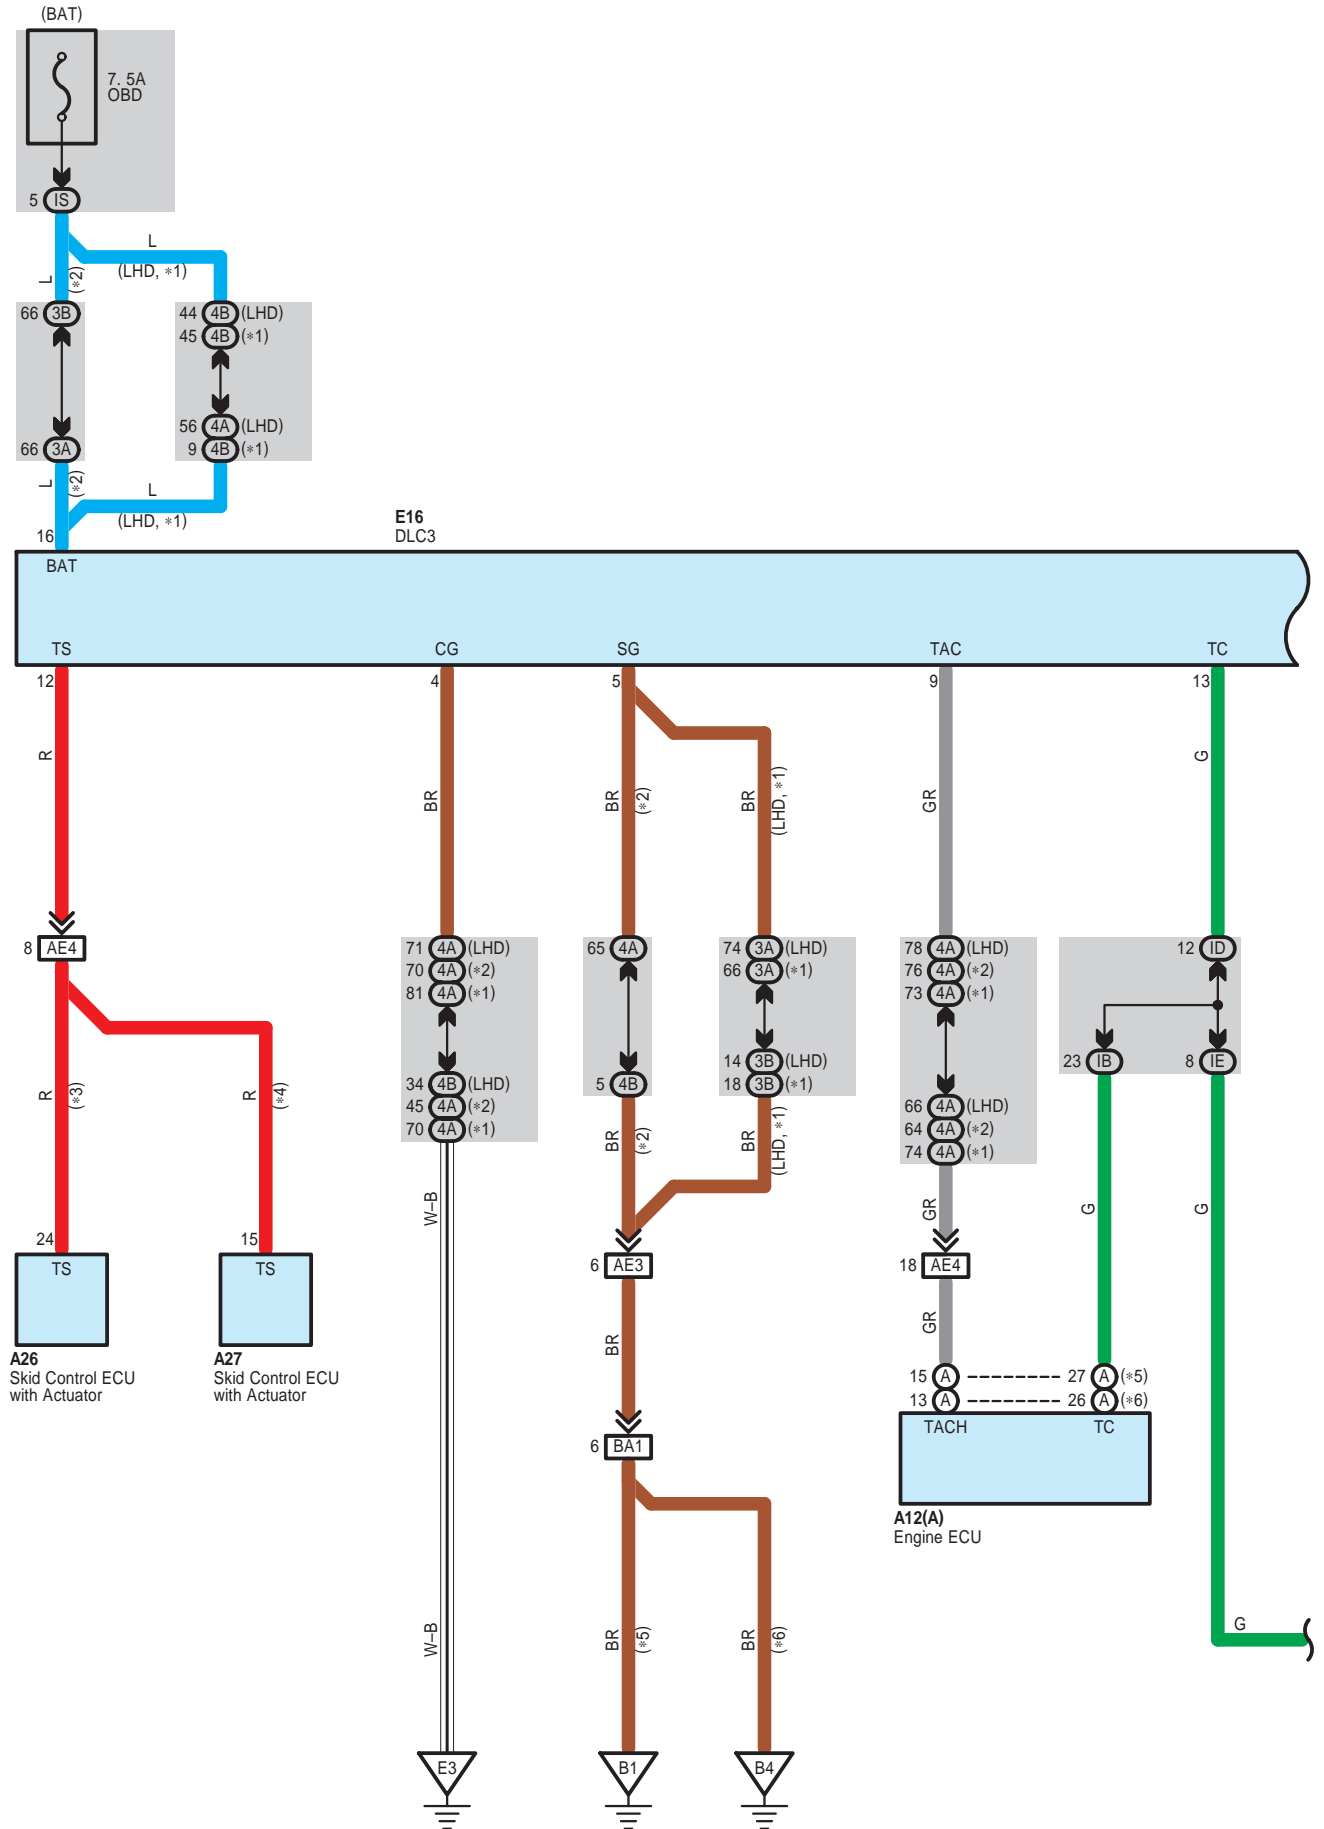 (BAT)
7. 5A
OBD
5 IS
L
(LHD, *1)
L
(*2)
66 3B
44 4B (LHD)
45 4B (*1)
56 4A (LHD)
66 3A
9 4B (*1)
L
(*2)
L
(LHD, *1)
16
E16
DLC3
BAT
TS CG SG TAC TC
12 4 5 9 13
R
BR
BR
(*2)
BR
(LHD, *1)
GR
G
8 AE4
71 4A (LHD)
70 4A (*2)
81 4A (*1)
34 4B (LHD)
45 4A (*2)
70 4A (*1)
65 4A
5 4B
74 3A (LHD)
66 3A (*1)
14 3B (LHD)
18 3B (*1)
78 4A (LHD)
76 4A (*2)
73 4A (*1)
66 4A (LHD)
64 4A (*2)
74 4A (*1)
12 ID
23 IB
8 IE
R
(*3)
R
(*4)
W–B
BR
(*2)
BR
(LHD, *1)
GR
G
G
24
TS
A26
Skid Control ECU
with Actuator
15
TS
A27
Skid Control ECU
with Actuator
6 AE3
18 AE4
BR
GR
15 A 27 A (*5)
13 A 26 A (*6)
TACH TC
A12(A)
Engine ECU
6 BA1
W–B
BR
(*5)
BR
(*6)
G
E3 B1 B4